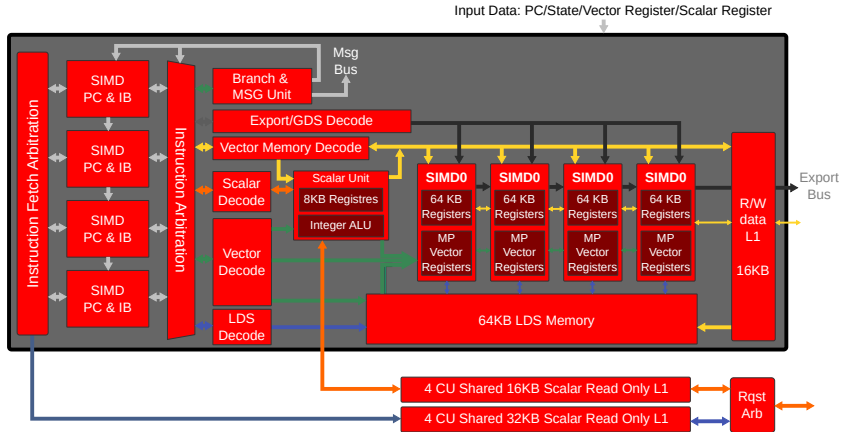 Input Data: PC/State/Vector Register/Scalar Register
Msg
Bus
Instruction Fetch Arbitration
SIMD
PC & IB
SIMD
PC & IB
SIMD
PC & IB
SIMD
PC & IB
Instruction Arbitration
Branch &
MSG Unit
Export/GDS Decode
Vector Memory Decode
Scalar
Decode
Scalar Unit
8KB Registres
Integer ALU
Vector
Decode
LDS
Decode
SIMD0
64 KB
Registers
MP
Vector
Registers
SIMD0
64 KB
Registers
MP
Vector
Registers
SIMD0
64 KB
Registers
MP
Vector
Registers
SIMD0
64 KB
Registers
MP
Vector
Registers
R/W
data
L1
16KB
Export
Bus
64KB LDS Memory
4 CU Shared 16KB Scalar Read Only L1
4 CU Shared 32KB Scalar Read Only L1
Rqst
Arb